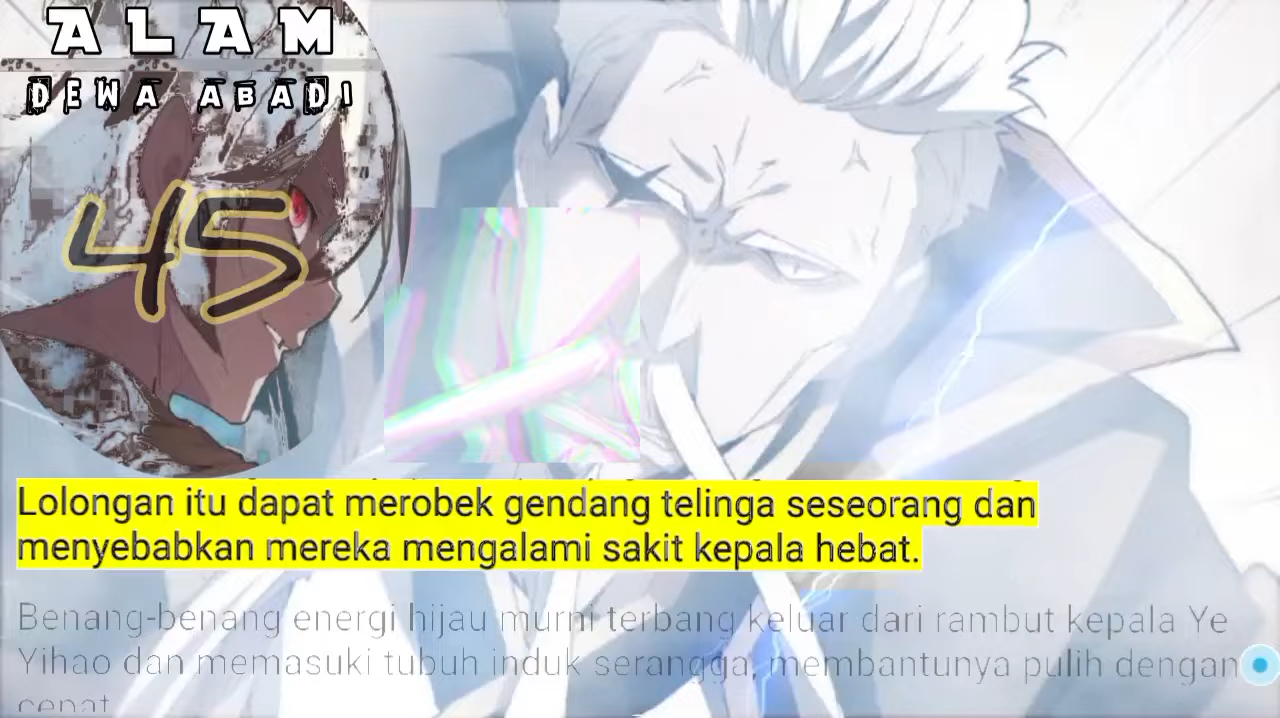 ALAM
DEWA ABADI
45
Lolongan itu dapat merobek gendang telinga seseorang dan
menyebabkan mereka mengalami sakit kepala hebat.
Benang-benang energi hijau murni terbang keluar dari rambut kepala Ye
Yihao dan memasuki tubuh induk serangga, membantunya pulih dengan
cepat